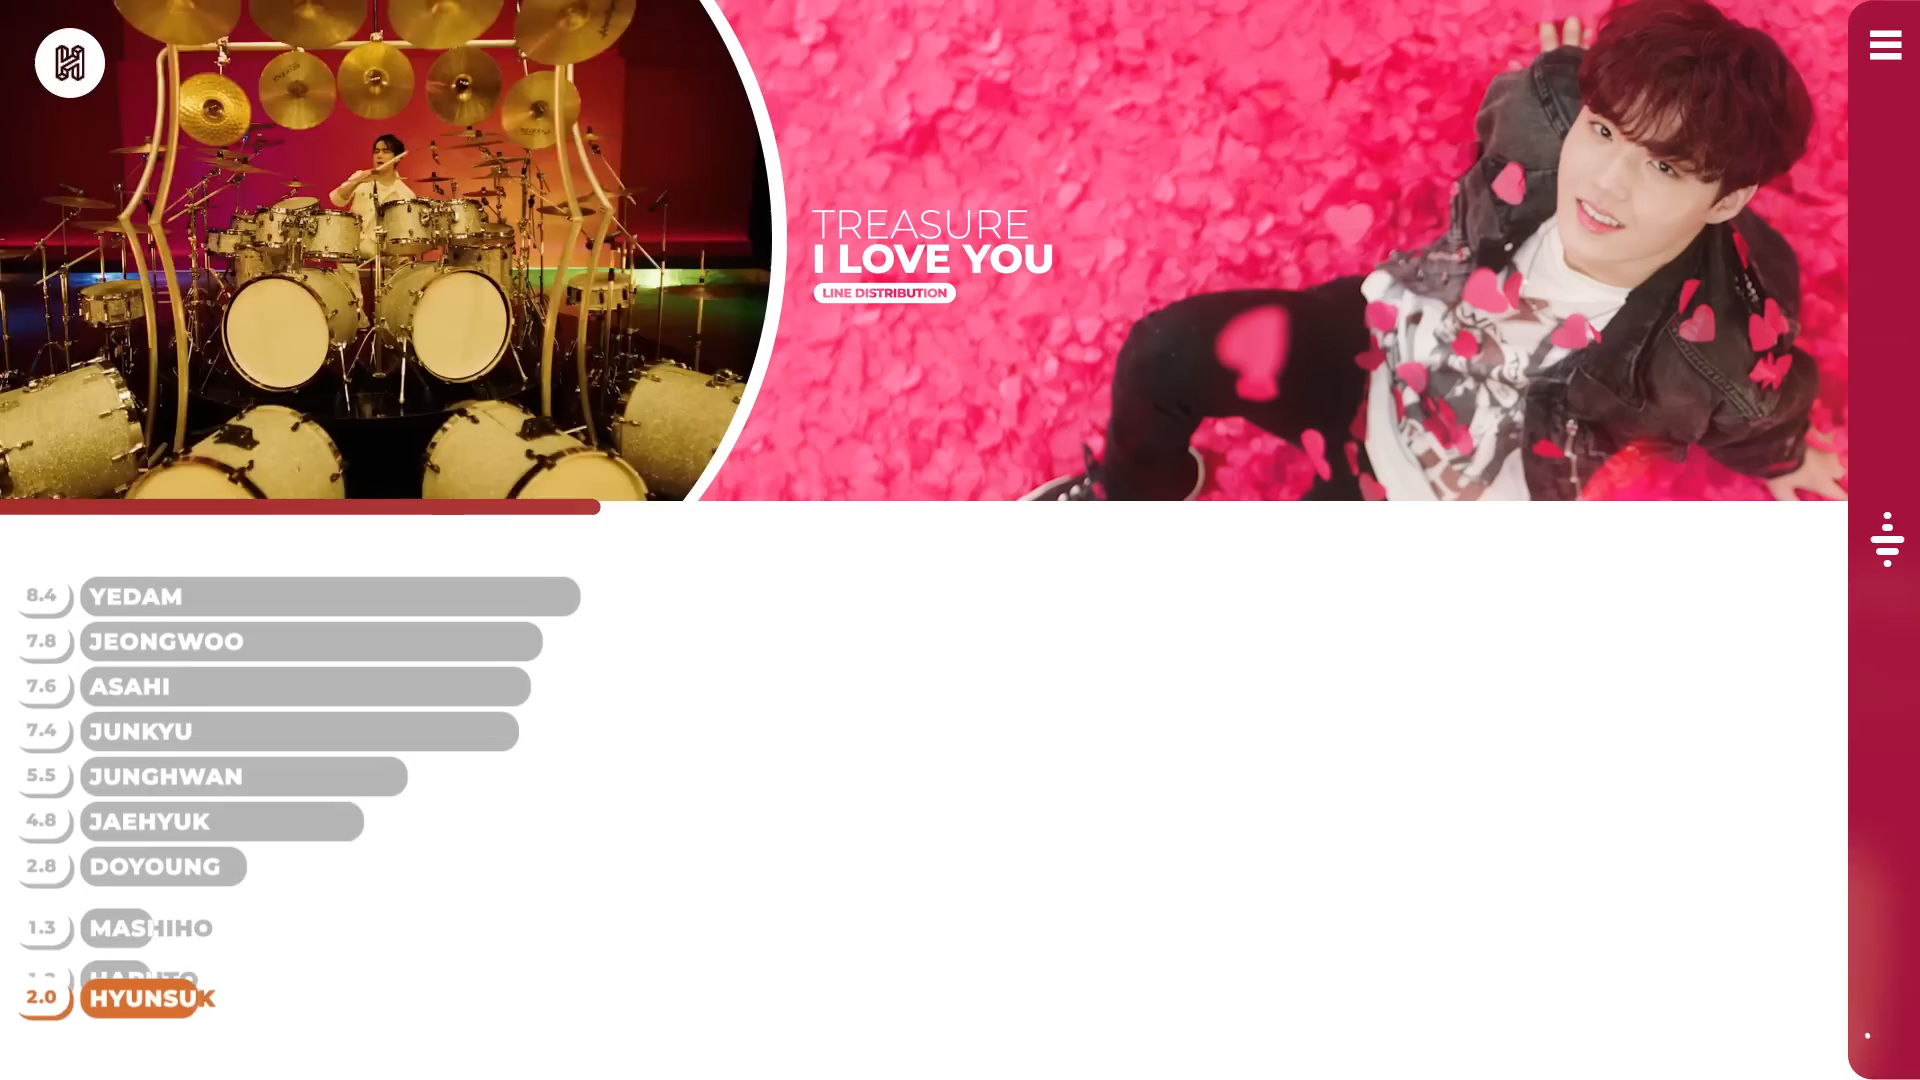 TREASURE
I LOVE YOU
LINE DISTRIBUTION
8.4 YEDAM
7.8 JEONGWOO
7.6 ASAHI
7.4 JUNKYU
5.5 JUNGHWAN
4.8 JAEHYUK
2.8 DOYOUNG
1.3 MASHIHO
HARUTO
2.0 HYUNSUK